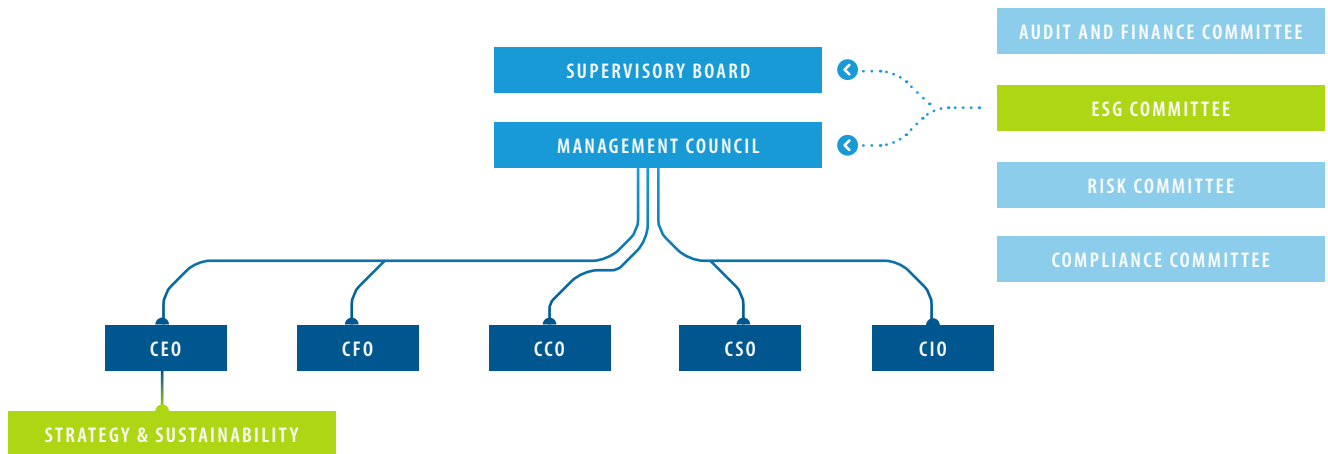 AUDIT AND FINANCE COMMITTEE
SUPERVISORY BOARD
ESG COMMITTEE
MANAGEMENT COUNCIL
RISK COMMITTEE
COMPLIANCE COMMITTEE
CEO
CFO
CCO
CSO
CIO
STRATEGY & SUSTAINABILITY